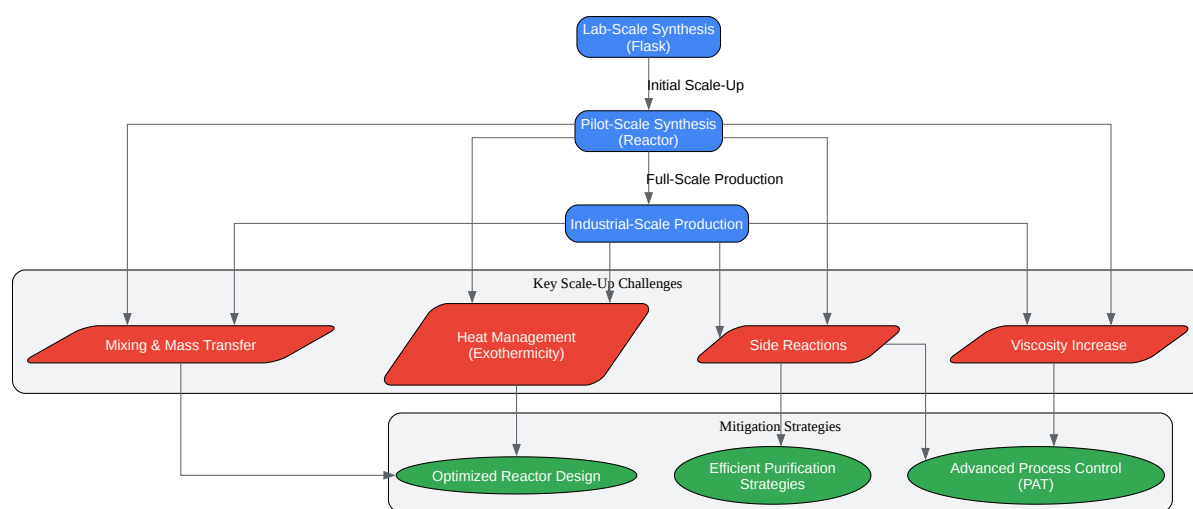 Lab-Scale Synthesis
(Flask)
Initial Scale-Up
Pilot-Scale Synthesis
(Reactor)
Full-Scale Production
Industrial-Scale Production
Key Scale-Up Challenges
Mixing & Mass Transfer
Heat Management
(Exothermicity)
Side Reactions
Viscosity Increase
Mitigation Strategies
Optimized Reactor Design
Efficient Purification
Strategies
Advanced Process Control
(PAT)